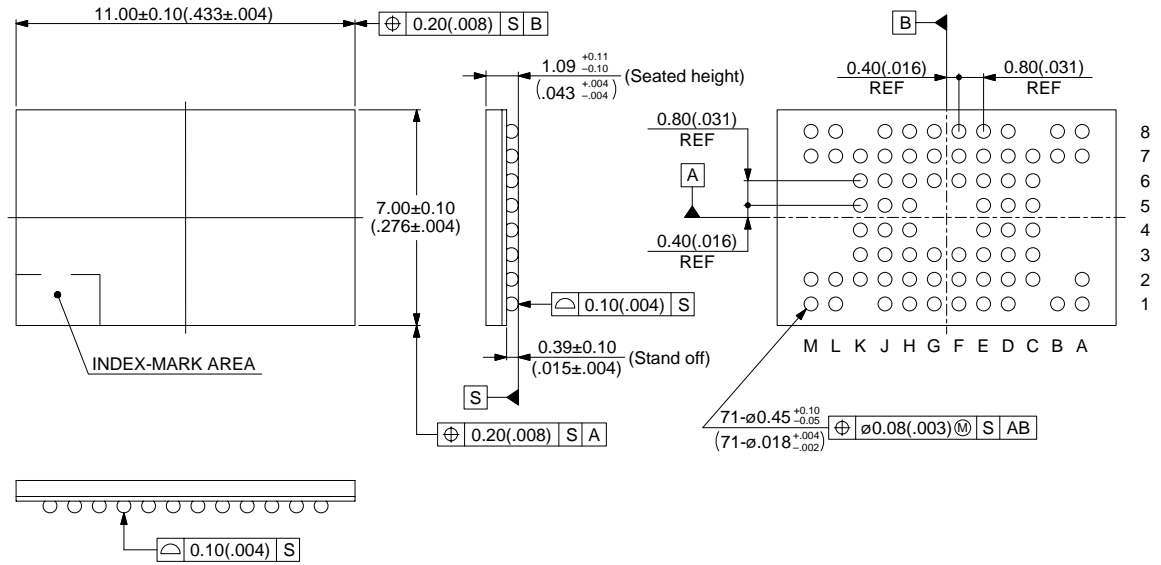 11.00±0.10(.433±.004)
⌖ 0.20(.008) S B
B
1.09 +0.11 −0.10 (Seated height)
(.043 +.004 −.004)
0.40(.016)
REF
0.80(.031)
REF
0.80(.031)
REF
A
7.00±0.10
(.276±.004)
0.40(.016)
REF
8
7
6
5
4
3
2
1
⌓ 0.10(.004) S
M L K J H G F E D C B A
INDEX-MARK AREA
0.39±0.10
(.015±.004)
(Stand off)
S
⌖ 0.20(.008) S A
71-ø0.45 +0.10 −0.05
(71-ø.018 +.004 −.002)
⌖ ø0.08(.003)Ⓜ S AB
⌓ 0.10(.004) S